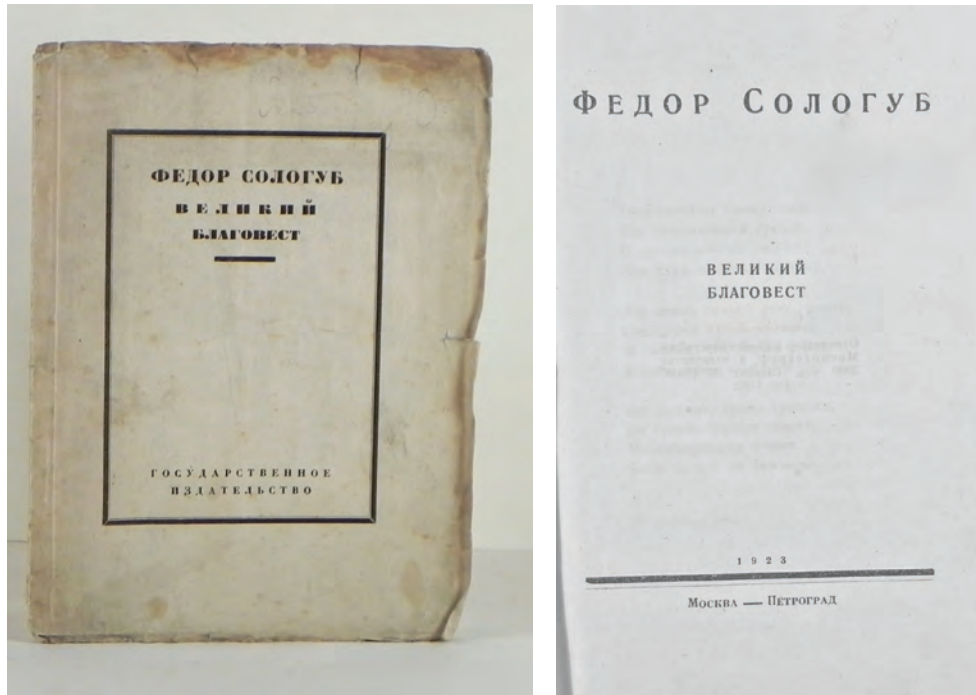 ФЕДОР СОЛОГУБ
ВЕЛИКИЙ
БЛАГОВЕСТ
ГОСУДАРСТВЕННОЕ
ИЗДАТЕЛЬСТВО
ФЕДОР СОЛОГУБ
ВЕЛИКИЙ
БЛАГОВЕСТ
1923
МОСКВА — ПЕТРОГРАД